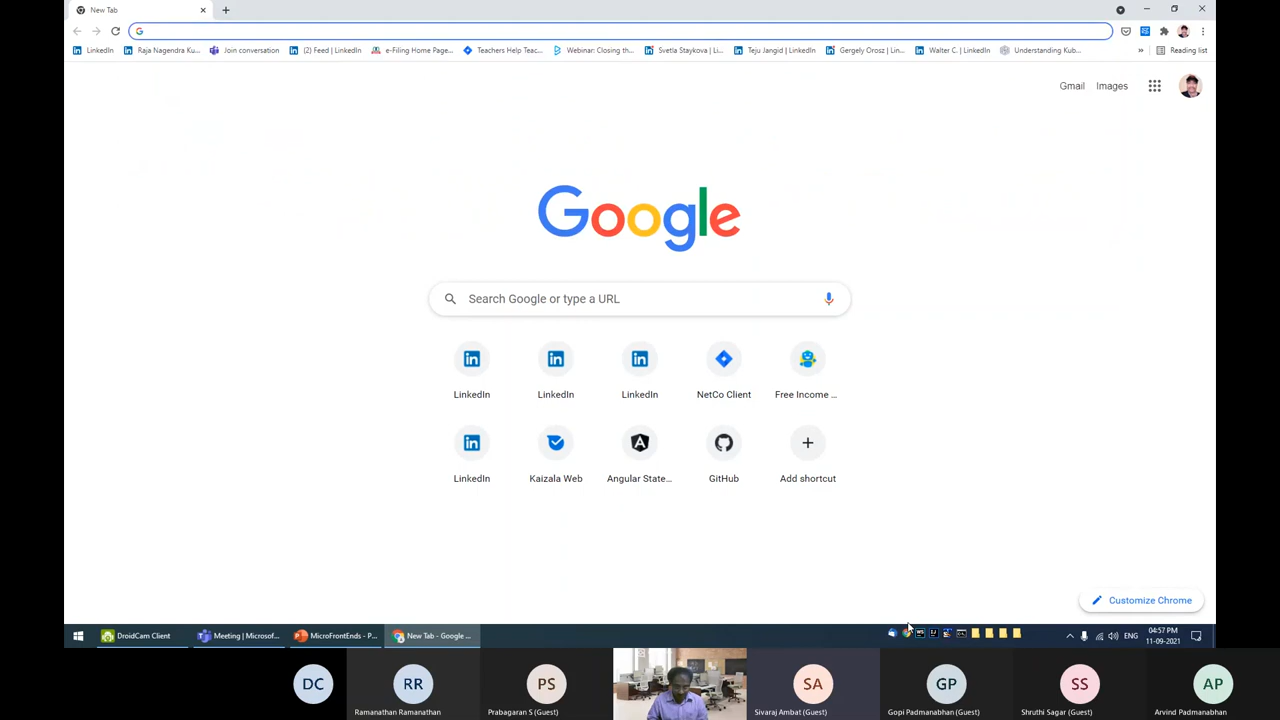 New Tab
LinkedIn
Raja Nagendra Ku...
Join conversation
(2) Feed | LinkedIn
e-Filing Home Page...
Teachers Help Teac...
Webinar: Closing th...
Svetla Staykova | Li...
Teju Jangid | LinkedIn
Gergely Orosz | Lin...
Walter C. | LinkedIn
Understanding Kub...
»
Reading list
Gmail
Images
Google
Search Google or type a URL
LinkedIn
LinkedIn
LinkedIn
NetCo Client
Free Income ...
LinkedIn
Kaizala Web
Angular State...
GitHub
Add shortcut
Customize Chrome
DroidCam Client
Meeting | Microsof...
MicroFrontEnds - P...
New Tab - Google ...
ENG
04:57 PM
11-09-2021
DC
RR
Ramanathan Ramanathan
PS
Prabagaran S (Guest)
SA
Sivaraj Ambat (Guest)
GP
Gopi Padmanabhan (Guest)
SS
Shruthi Sagar (Guest)
AP
Arvind Padmanabhan